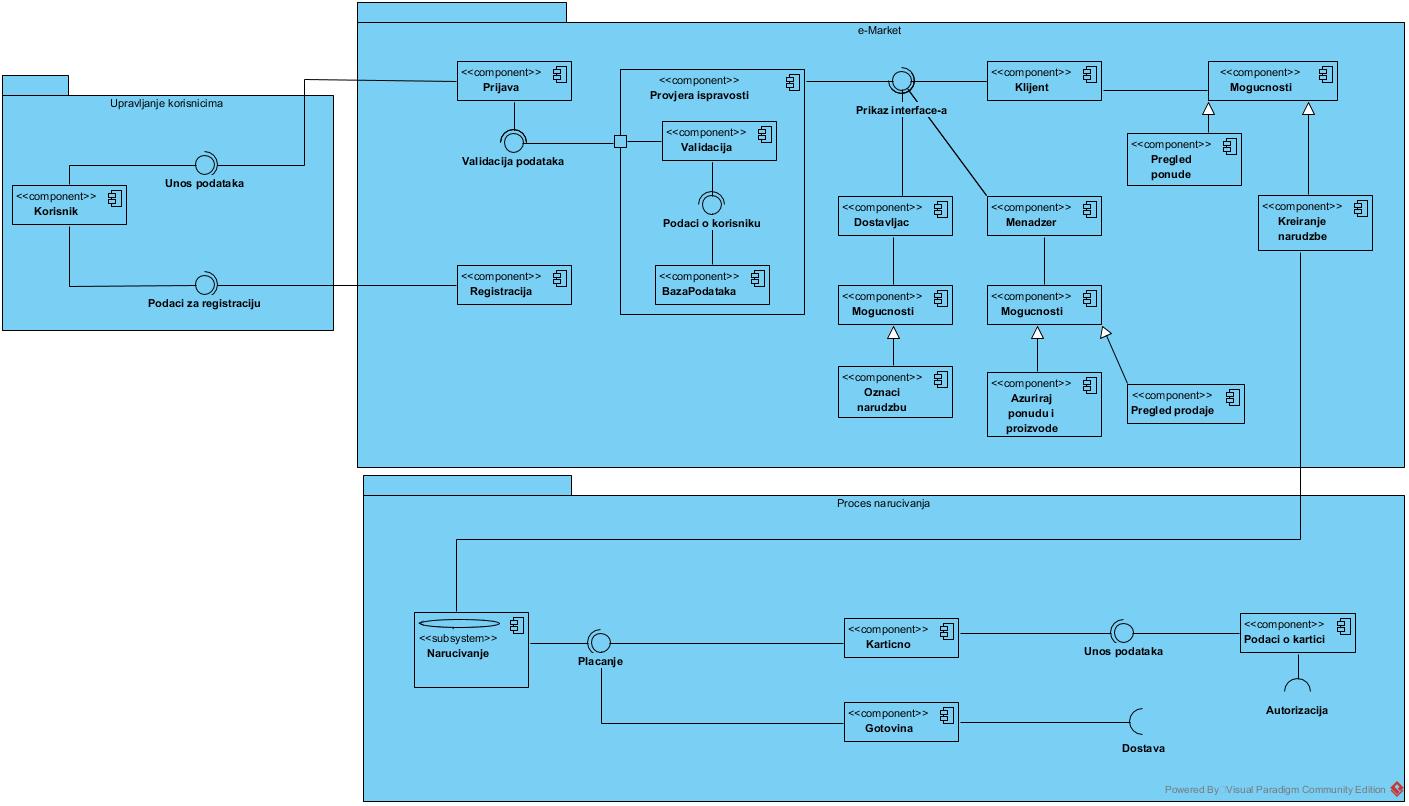 e-Market
Upravljanje korisnicima
<<component>>
Korisnik
Unos podataka
Podaci za registraciju
<<component>>
Prijava
Validacija podataka
<<component>>
Registracija
<<component>>
Provjera ispravosti
<<component>>
Validacija
Podaci o korisniku
<<component>>
BazaPodataka
Prikaz interface-a
<<component>>
Klijent
<<component>>
Mogucnosti
<<component>>
Pregled
ponude
<<component>>
Kreiranje
narudzbe
<<component>>
Dostavljac
<<component>>
Menadzer
<<component>>
Mogucnosti
<<component>>
Mogucnosti
<<component>>
Oznaci
narudzbu
<<component>>
Azuriraj
ponudu i
proizvode
<<component>>
Pregled prodaje
Proces narucivanja
<<subsystem>>
Narucivanje
Placanje
<<component>>
Karticno
Unos podataka
<<component>>
Podaci o kartici
Autorizacija
<<component>>
Gotovina
Dostava
Powered By Visual Paradigm Community Edition